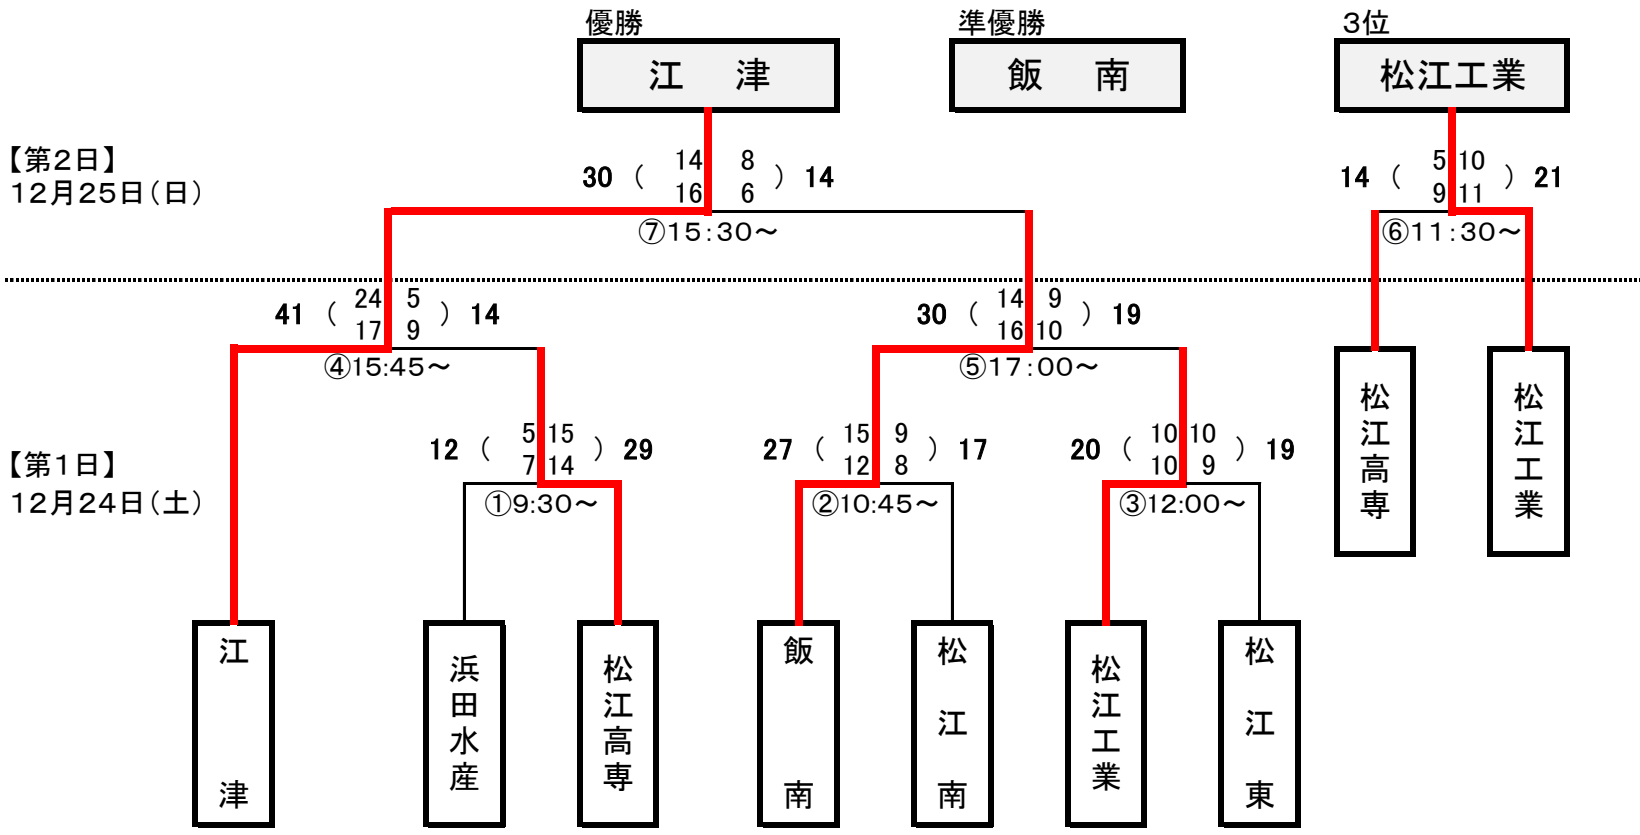 優勝
準優勝
3位
江 津
飯 南
松江工業
【第2日】
12月25日(日)
30 ( 14 8 ) 14
16 6
14 ( 5 10 ) 21
9 11
⑦15:30～
⑥11:30～
41 ( 24 5 ) 14
17 9
30 ( 14 9 ) 19
16 10
④15:45～
⑤17:00～
【第1日】
12月24日(土)
12 ( 5 15 ) 29
7 14
27 ( 15 9 ) 17
12 8
20 ( 10 10 ) 19
10 9
①9:30～
②10:45～
③12:00～
松江高専
松江工業
江津
浜田水産
松江高専
飯南
松江南
松江工業
松江東